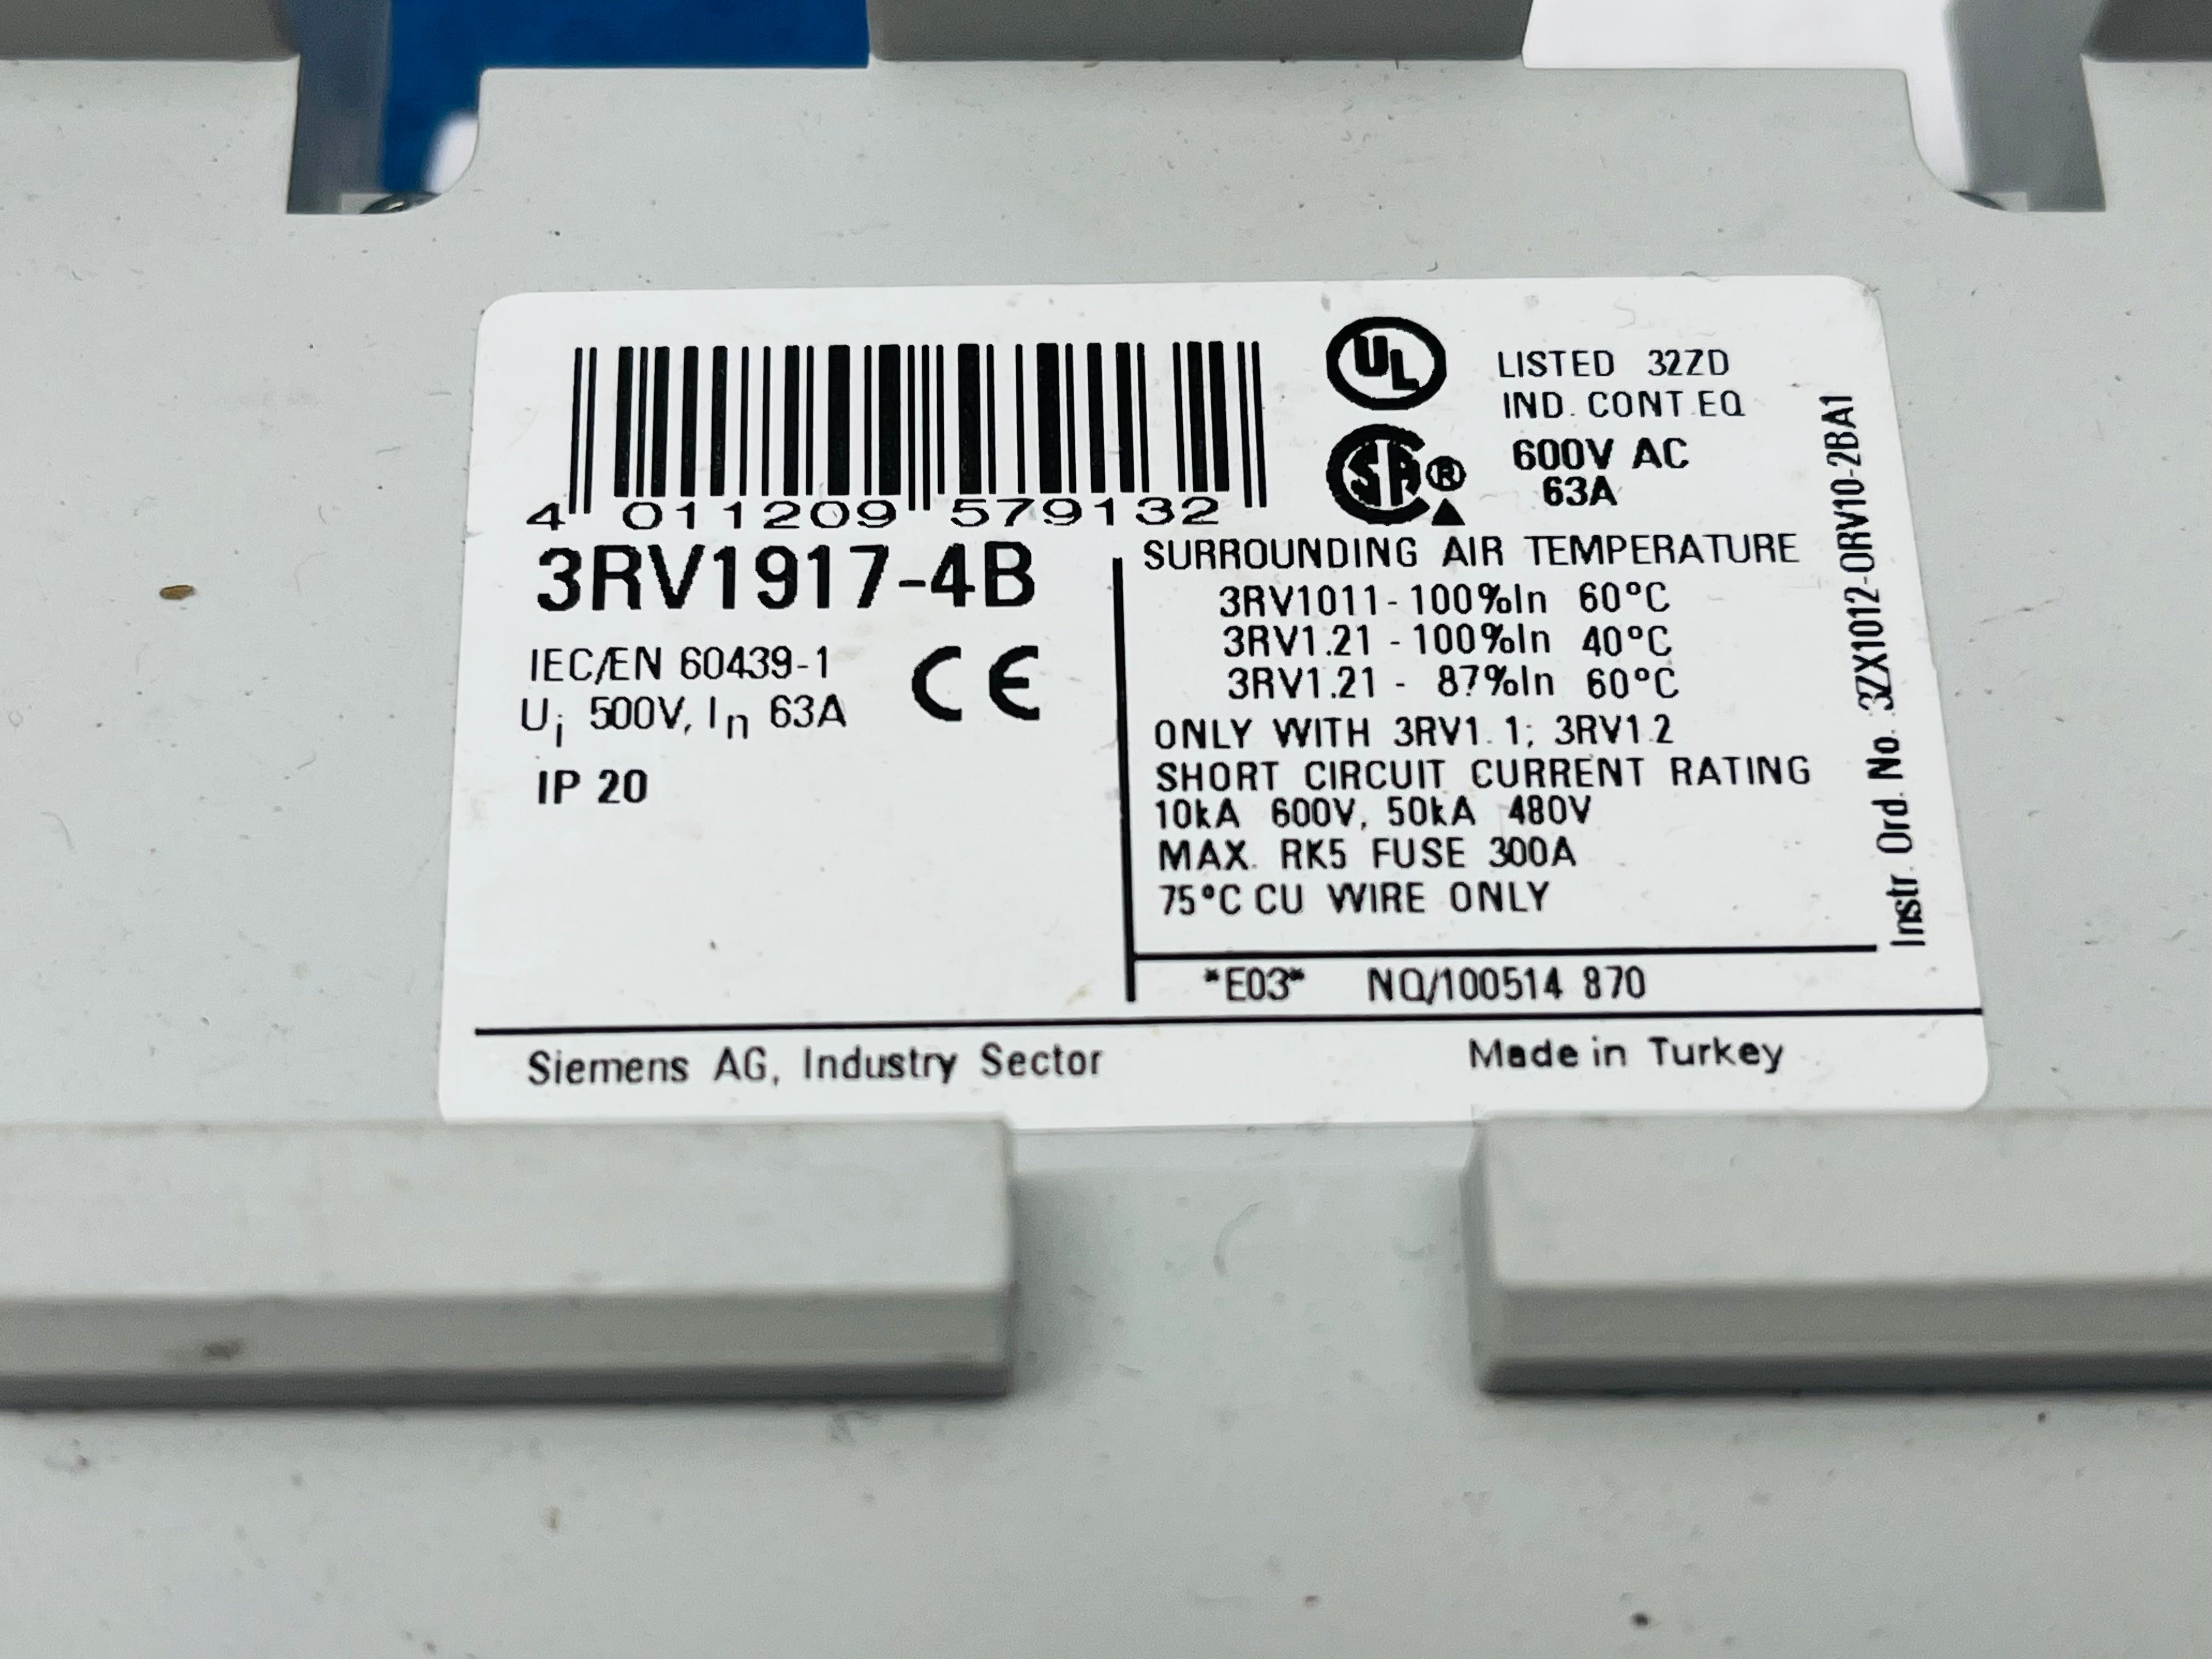 4 011209 579132
3RV1917-4B
IEC/EN 60439-1
CE
Ui 500V, In 63A
IP 20
UL
LISTED 32ZD
IND. CONT.EQ
SA®
600V AC
63A
SURROUNDING AIR TEMPERATURE
3RV1011-100%In 60°C
3RV1.21 -100%In 40°C
3RV1.21 - 87%In 60°C
ONLY WITH 3RV1.1; 3RV1.2
SHORT CIRCUIT CURRENT RATING
10kA 600V, 50kA 480V
MAX. RK5 FUSE 300A
75°C CU WIRE ONLY
Instr. Ord. No. 3ZX1012-0RV10-2BA1
*E03* NQ/100514 870
Siemens AG, Industry Sector
Made in Turkey